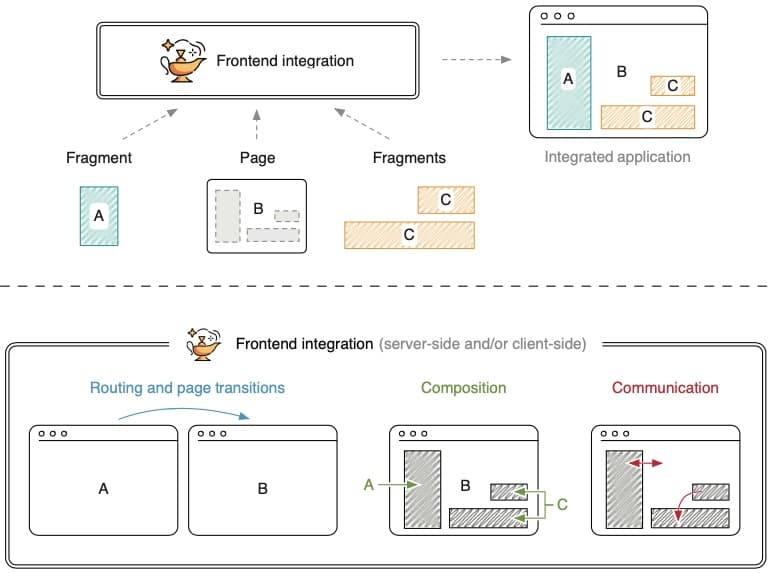 Frontend integration
A
B
C
C
Integrated application
Fragment
Page
Fragments
A
B
C
C
Frontend integration (server-side and/or client-side)
Routing and page transitions
Composition
Communication
A
B
A
B
C